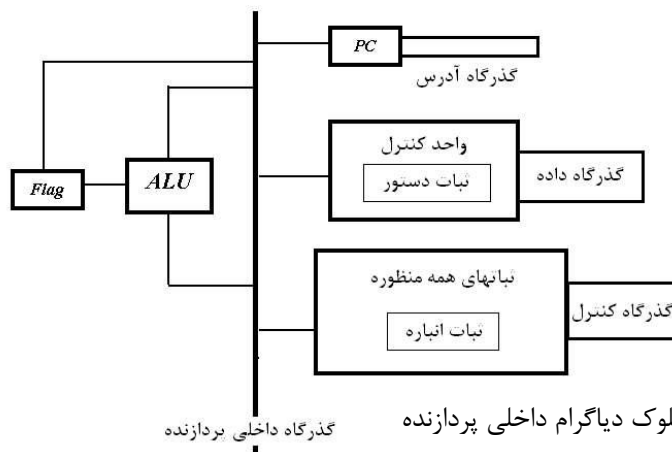 PC
گذرگاه آدرس
واحد کنترل
ثبات دستور
گذرگاه داده
Flag
ALU
ثباتهای همه منظوره
ثبات انباره
گذرگاه کنترل
گذرگاه داخلی پردازنده
دیاگرام داخلی پردازنده